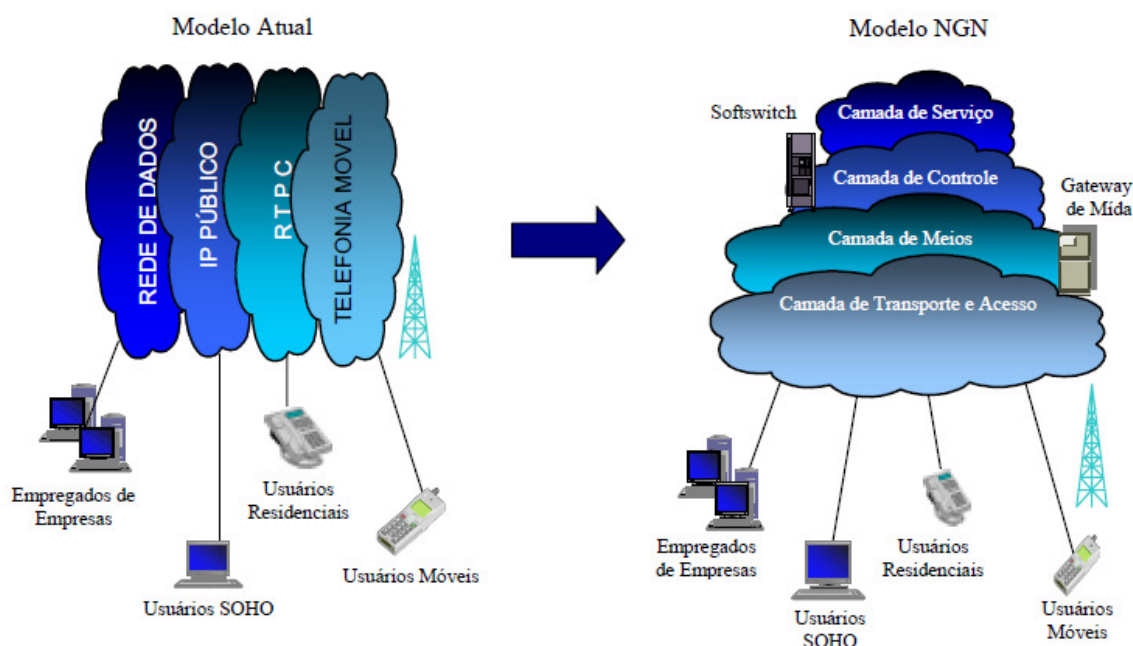 Modelo Atual
REDE DE DADOS
IP PÚBLICO
R T P C
TELEFONIA MOVEL
Empregados de
Empresas
Usuários SOHO
Usuários
Residenciais
Usuários Móveis
Modelo NGN
Softswitch
Camada de Serviço
Camada de Controle
Gateway
de Mída
Camada de Meios
Camada de Transporte e Acesso
Empregados
de Empresas
Usuários
SOHO
Usuários
Residenciais
Usuários
Móveis